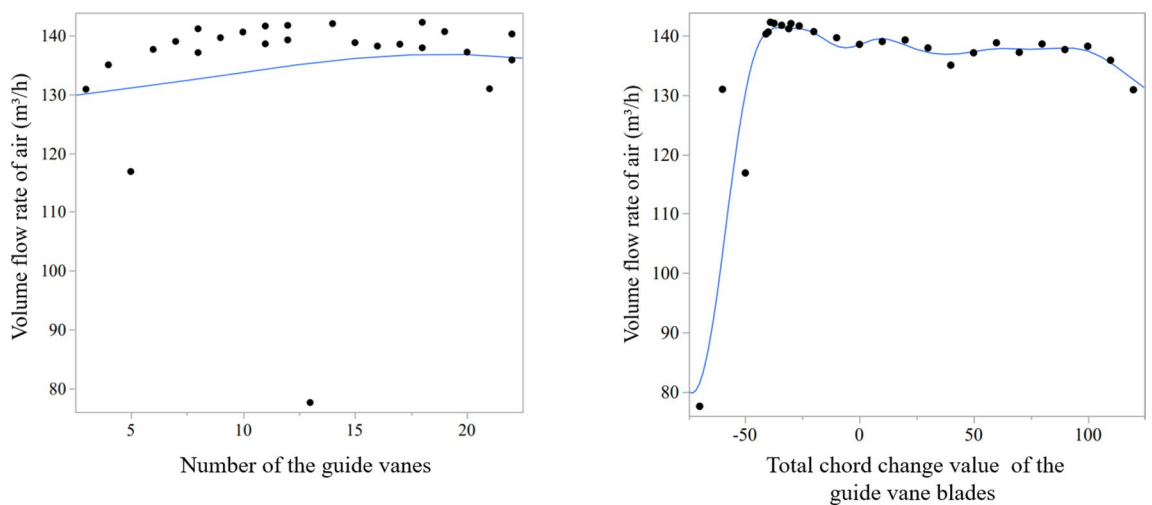 Volume flow rate of air (m³/h)
140
130
120
110
100
90
80
5 10 15 20
Number of the guide vanes
Volume flow rate of air (m³/h)
140
130
120
110
100
90
80
-50 0 50 100
Total chord change value of the
guide vane blades